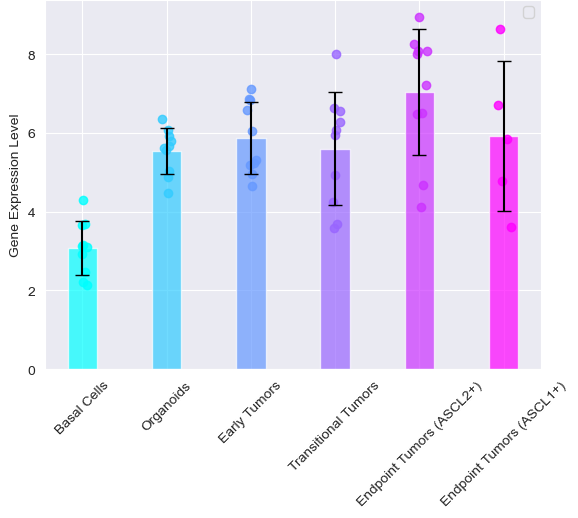 Gene Expression Level
8
6
4
2
0
Basal Cells
Organoids
Early Tumors
Transitional Tumors
Endpoint Tumors (ASCL2+)
Endpoint Tumors (ASCL1+)